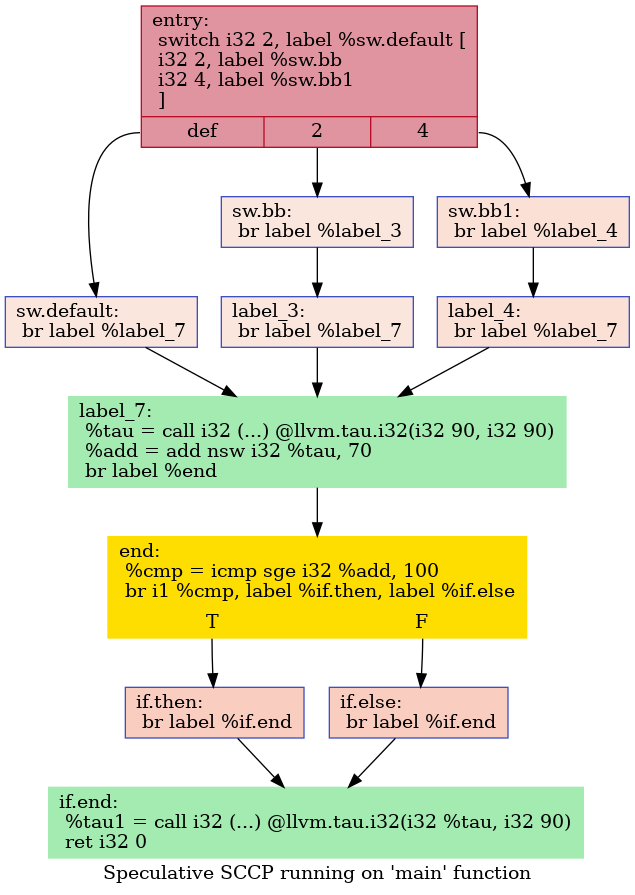 entry:
switch i32 2, label %sw.default [
i32 2, label %sw.bb
i32 4, label %sw.bb1
]
def 2 4
sw.bb:
br label %label_3
sw.bb1:
br label %label_4
sw.default:
br label %label_7
label_3:
br label %label_7
label_4:
br label %label_7
label_7:
%tau = call i32 (...) @llvm.tau.i32(i32 90, i32 90)
%add = add nsw i32 %tau, 70
br label %end
end:
%cmp = icmp sge i32 %add, 100
br i1 %cmp, label %if.then, label %if.else
T F
if.then:
br label %if.end
if.else:
br label %if.end
if.end:
%tau1 = call i32 (...) @llvm.tau.i32(i32 %tau, i32 90)
ret i32 0
Speculative SCCP running on 'main' function